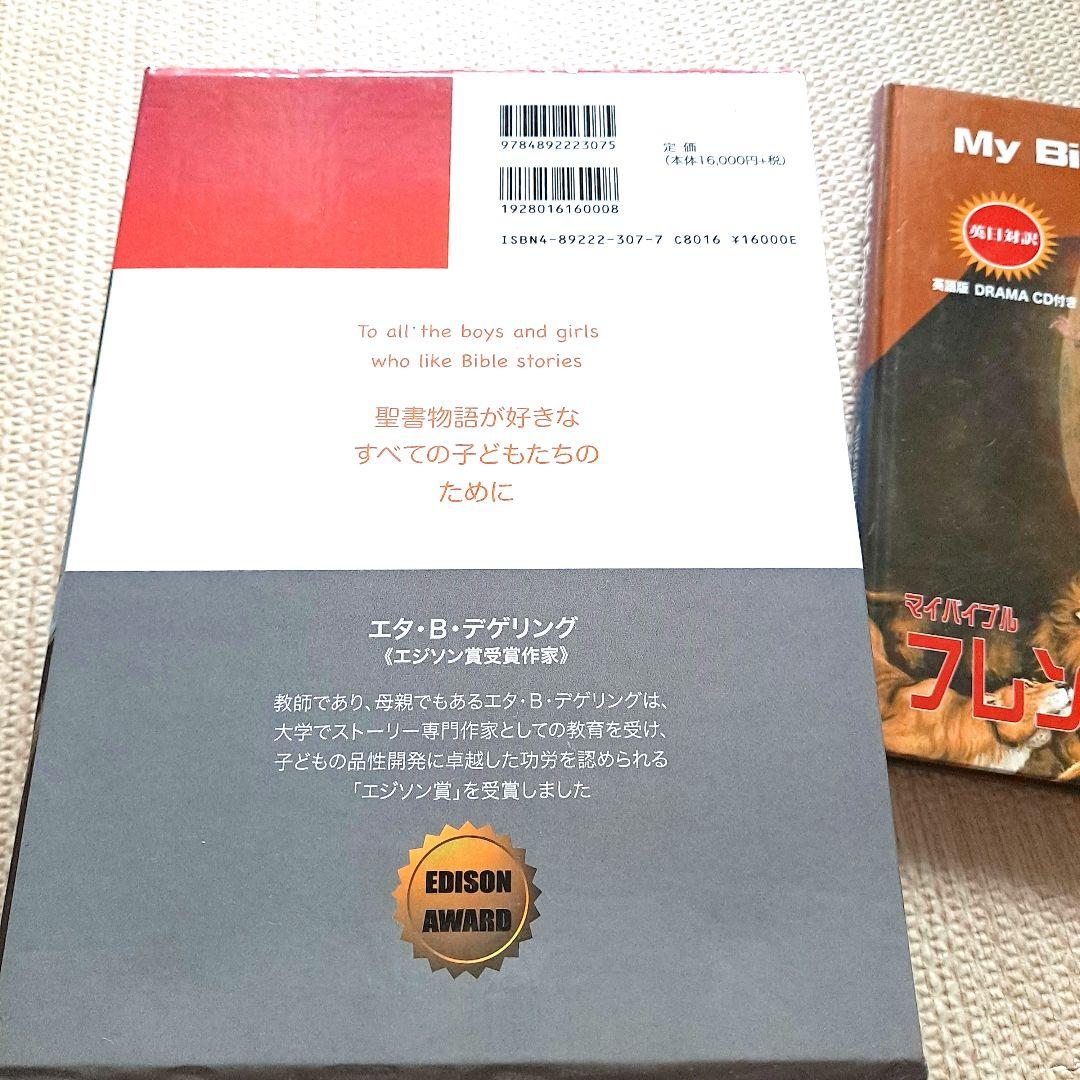 9784892223075
定価
(本体16,000円+税)
1928016160008
ISBN4-89222-307-7 C8016 ¥16000E
To all the boys and girls
who like Bible stories
聖書物語が好きな
すべての子どもたちの
ために
エタ・B・デゲリング
《エジソン賞受賞作家》
教師であり、母親でもあるエタ・B・デゲリングは、
大学でストーリー専門作家としての教育を受け、
子どもの品性開発に卓越した功労を認められる
「エジソン賞」を受賞しました
EDISON
AWARD
My Bi
英日対訳
英語版 DRAMA CD付き
マイバイブル
フレン